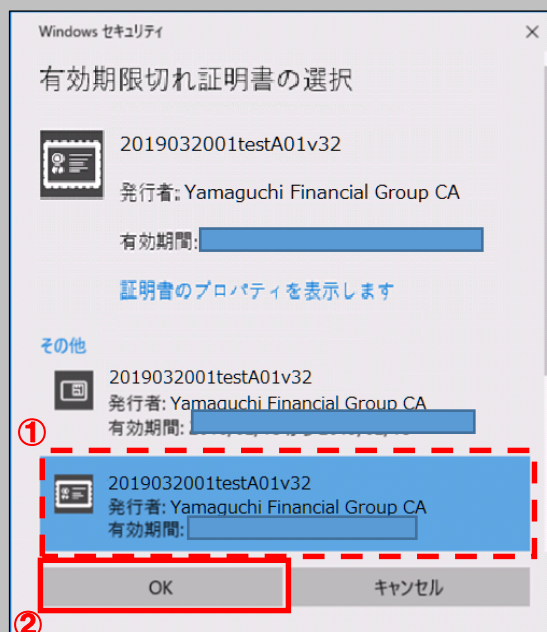 Windows セキュリティ
有効期限切れ証明書の選択
2019032001testA01v32
発行者: Yamaguchi Financial Group CA
有効期間:
証明書のプロパティを表示します
その他
2019032001testA01v32
発行者: Yamaguchi Financial Group CA
有効期間:
①
2019032001testA01v32
発行者: Yamaguchi Financial Group CA
有効期間:
OK
キャンセル
②